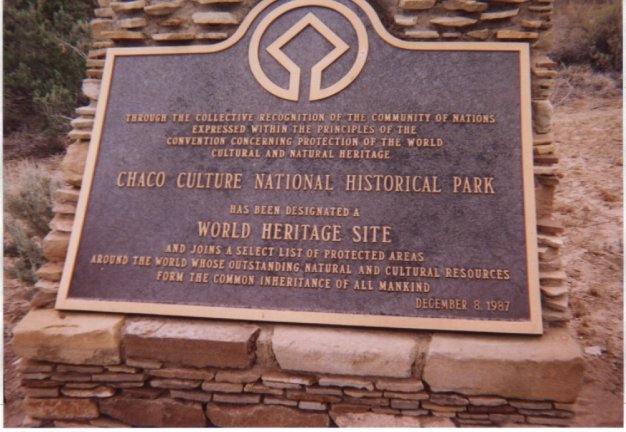 THROUGH THE COLLECTIVE RECOGNITION OF THE COMMUNITY OF NATIONS
EXPRESSED WITHIN THE PRINCIPLES OF THE
CONVENTION CONCERNING PROTECTION OF THE WORLD
CULTURAL AND NATURAL HERITAGE
CHACO CULTURE NATIONAL HISTORICAL PARK
HAS BEEN DESIGNATED A
WORLD HERITAGE SITE
AND JOINS A SELECT LIST OF PROTECTED AREAS
AROUND THE WORLD WHOSE OUTSTANDING NATURAL AND CULTURAL RESOURCES
FORM THE COMMON INHERITANCE OF ALL MANKIND
DECEMBER 8, 1987